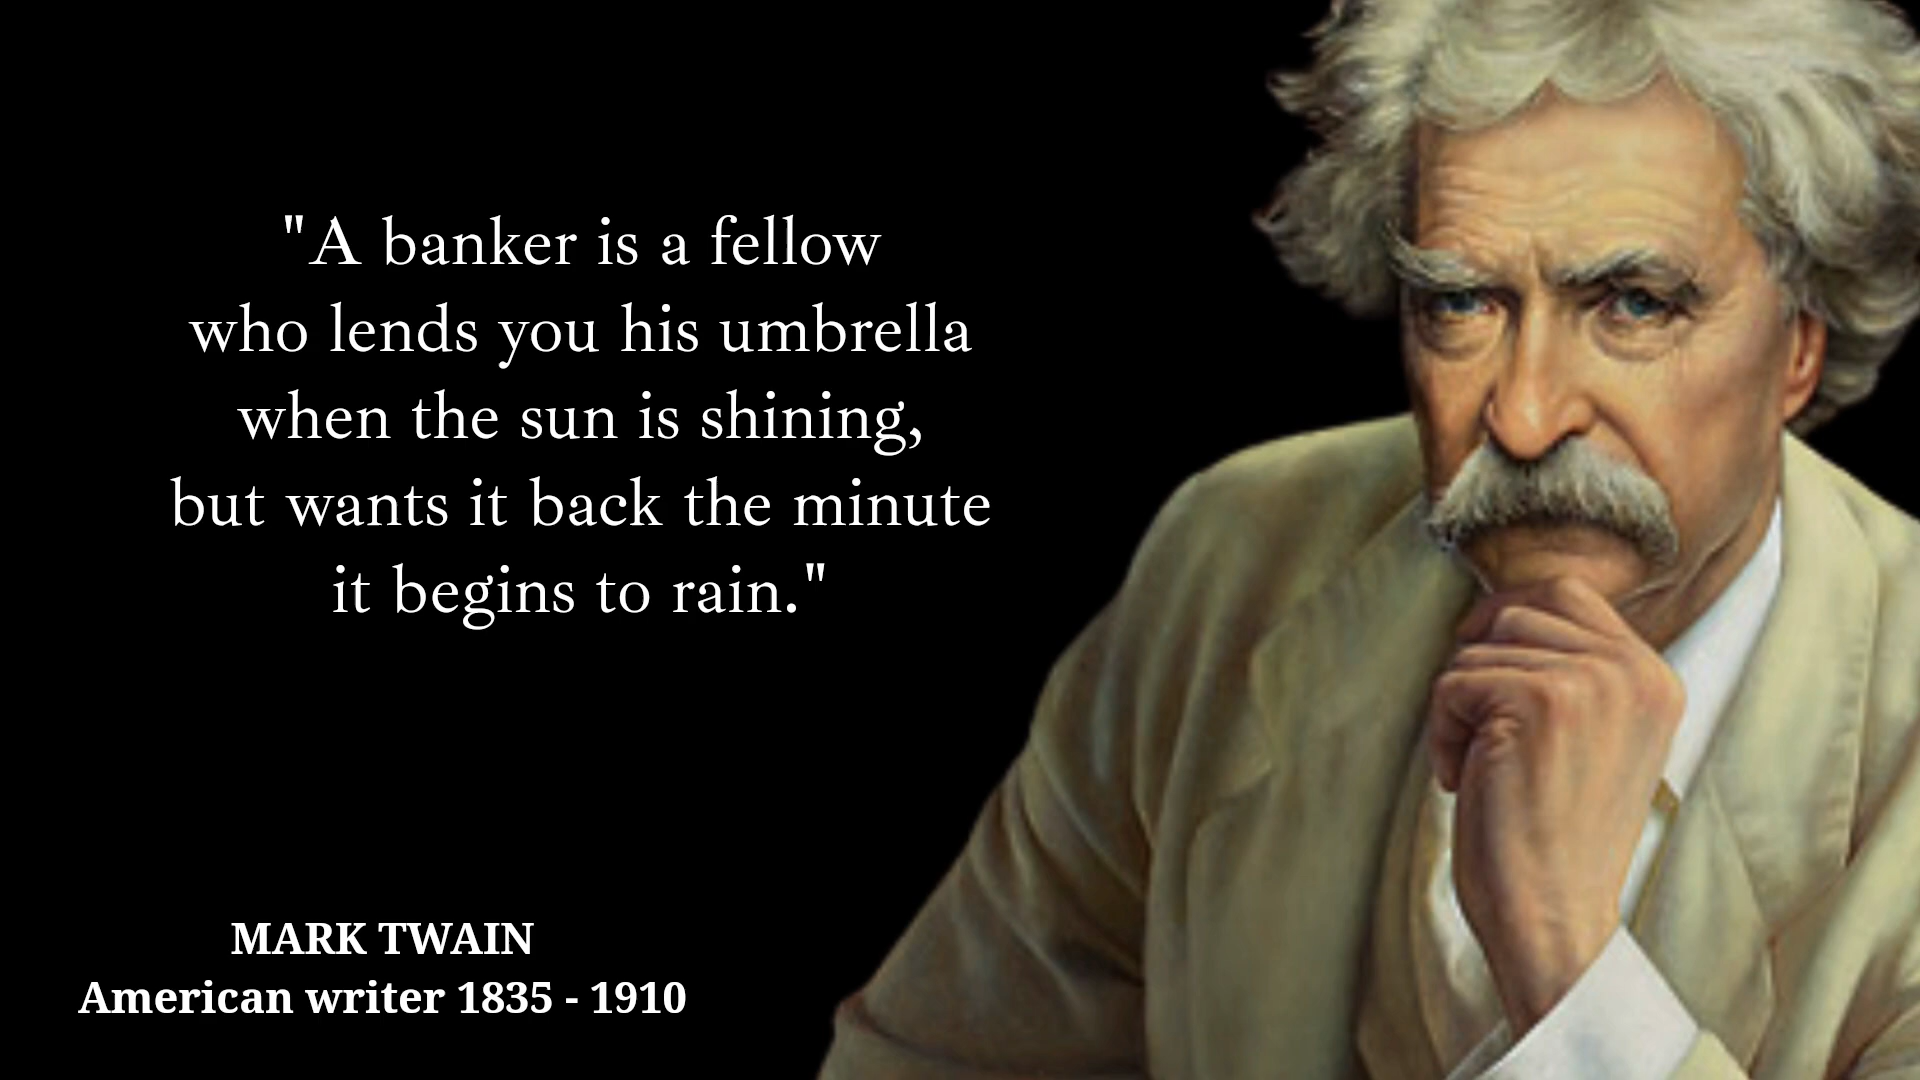 "A banker is a fellow
who lends you his umbrella
when the sun is shining,
but wants it back the minute
it begins to rain."
MARK TWAIN
American writer 1835 - 1910